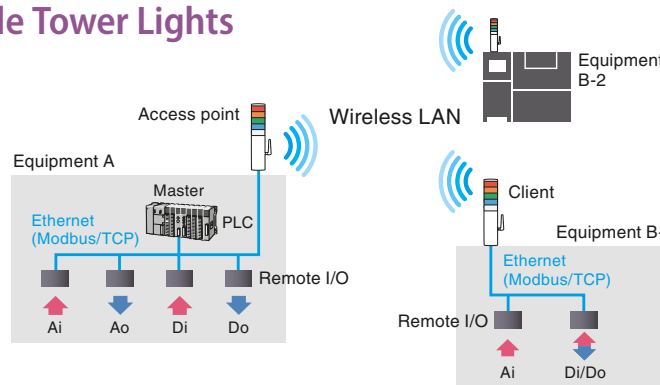 le Tower Lights
Equipment
B-2
Access point
Wireless LAN
Equipment A
Master
PLC
Ethernet
(Modbus/TCP)
Remote I/O
Ai
Ao
Di
Do
Client
Equipment B-
Ethernet
(Modbus/TCP)
Remote I/O
Ai
Di/Do